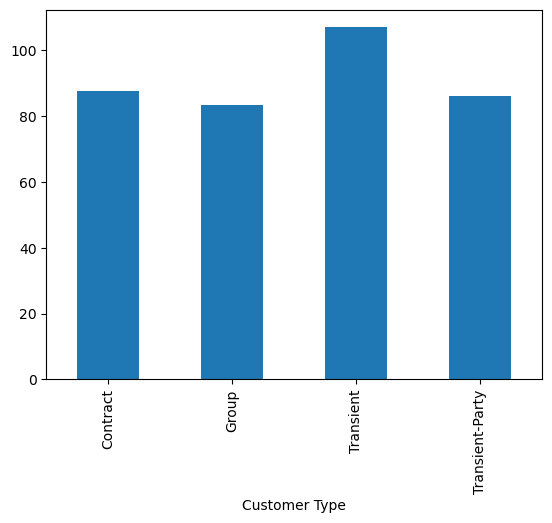 100
80
60
40
20
0
Contract
Group
Transient
Transient-Party
Customer Type